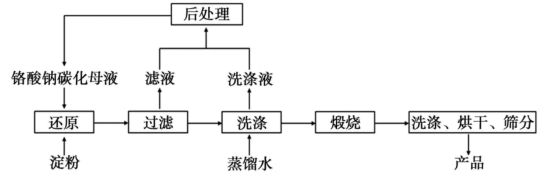 后处理
铬酸钠碳化母液
滤液
洗涤液
还原
过滤
洗涤
煅烧
洗涤、烘干、筛分
淀粉
蒸馏水
产品